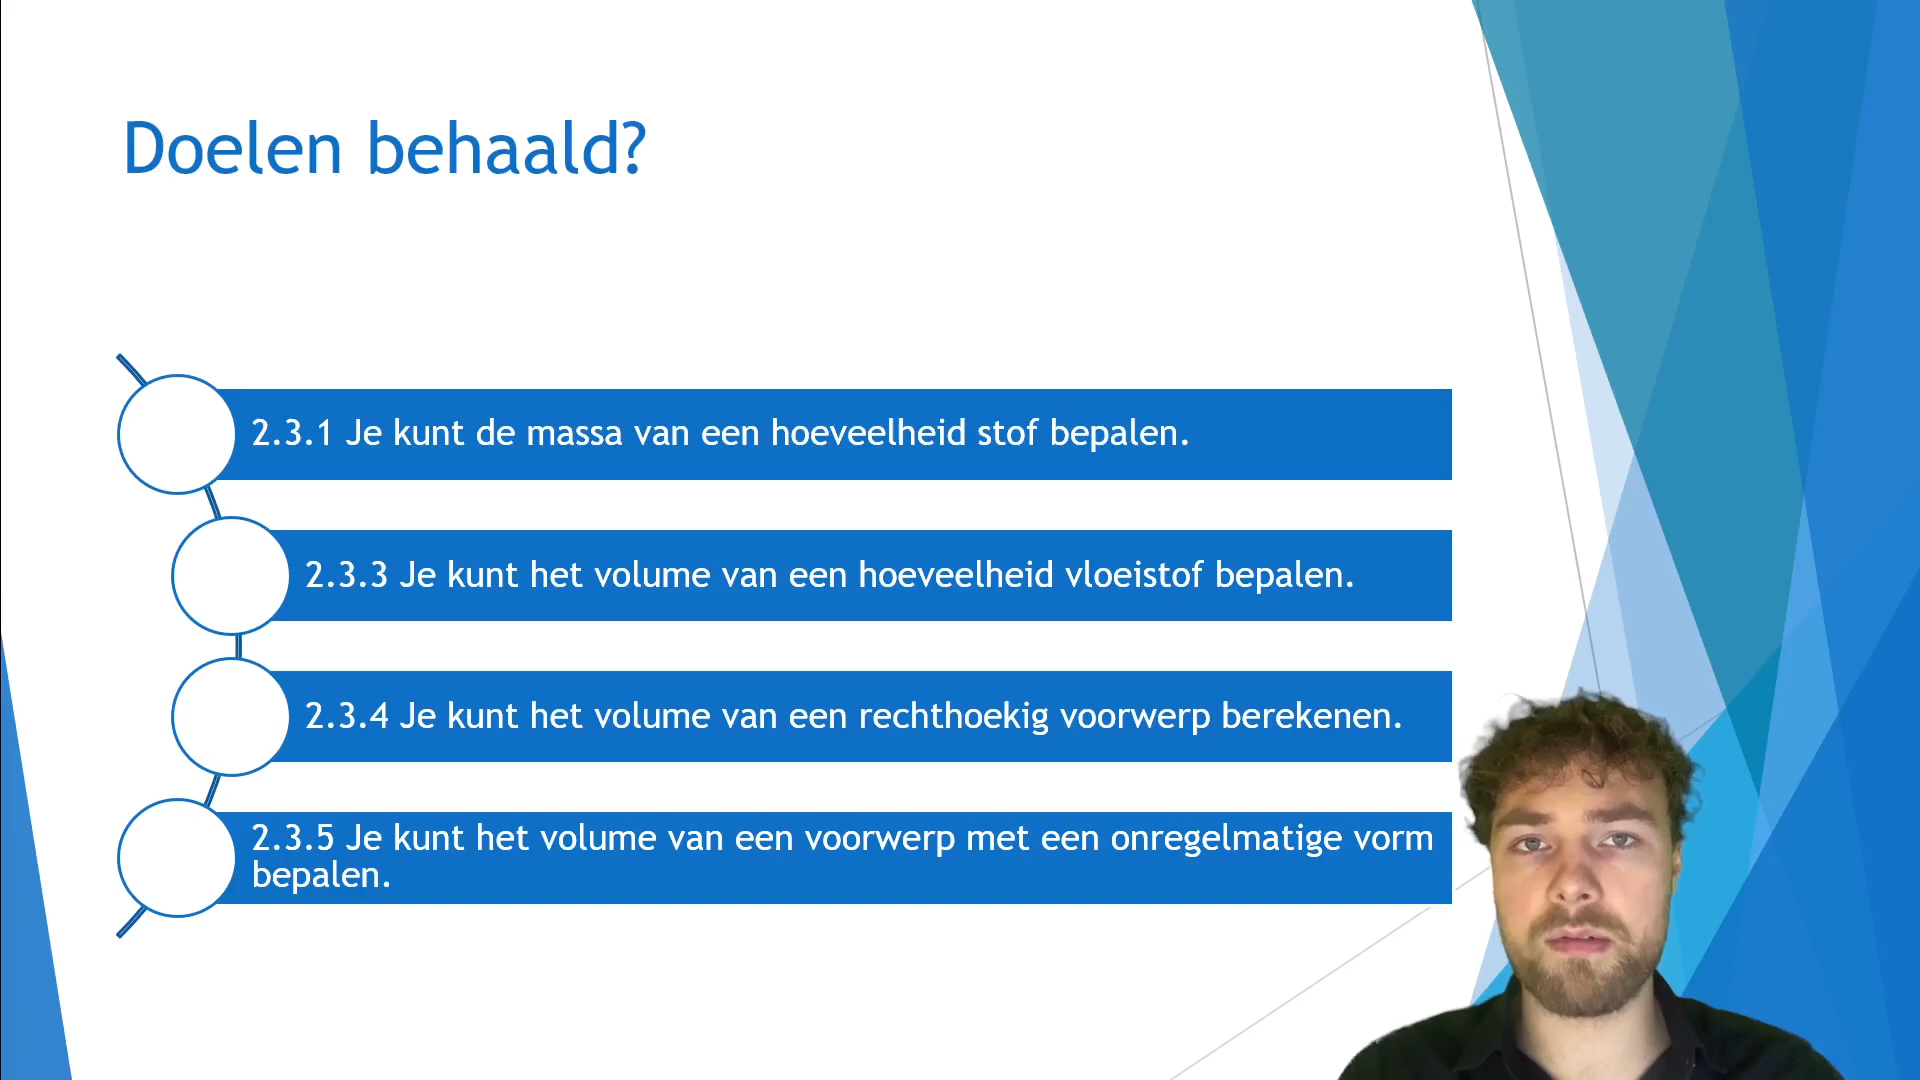 Doelen behaald?
2.3.1 Je kunt de massa van een hoeveelheid stof bepalen.
2.3.3 Je kunt het volume van een hoeveelheid vloeistof bepalen.
2.3.4 Je kunt het volume van een rechthoekig voorwerp berekenen.
2.3.5 Je kunt het volume van een voorwerp met een onregelmatige vorm
bepalen.